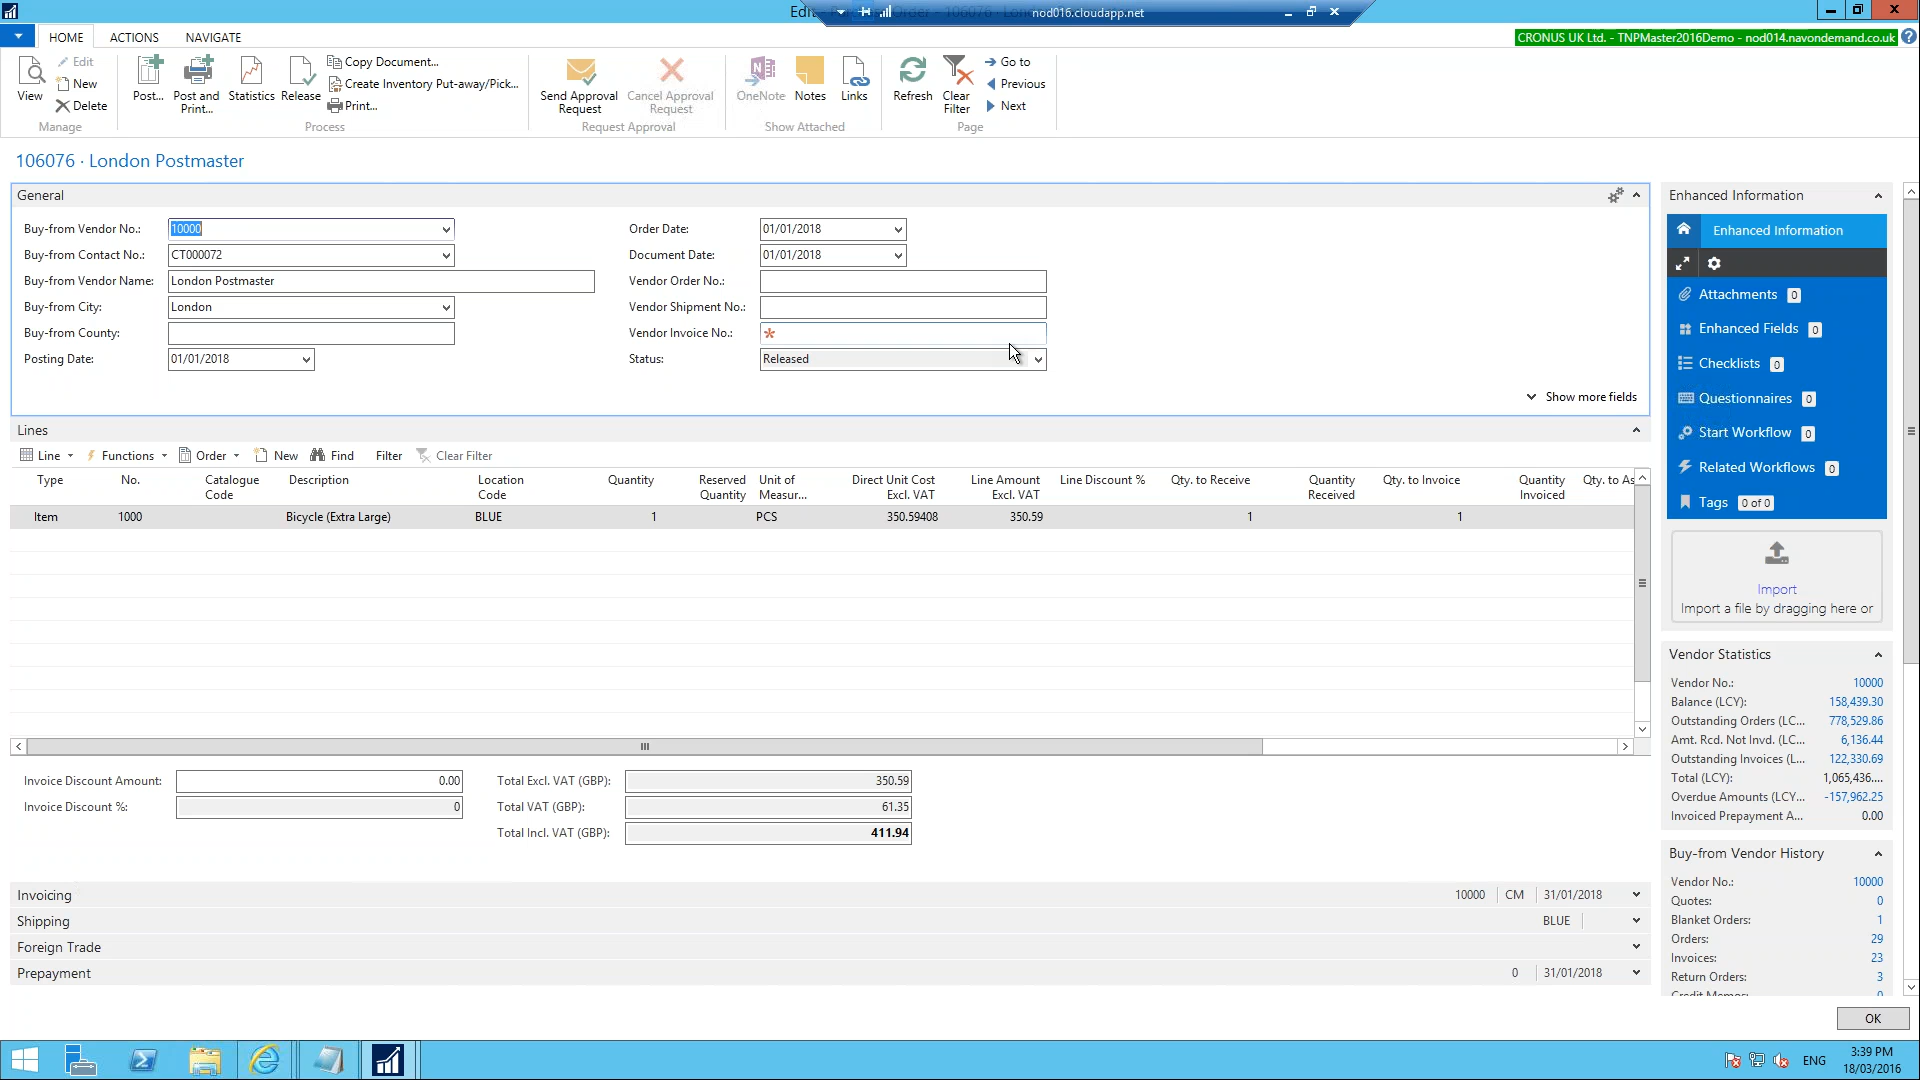 Edit
nod016.cloudapp.net
HOME ACTIONS NAVIGATE
CRONUS UK Ltd. - TNPMaster2016Demo - nod014.navondemand.co.uk
View Edit New Delete
Manage
Post... Post and Print... Statistics Release Copy Document... Create Inventory Put-away/Pick... Print...
Process
Send Approval Request Cancel Approval Request
Request Approval
OneNote Notes Links
Show Attached
Refresh Clear Filter Go to Previous Next
Page
106076 · London Postmaster
General
Buy-from Vendor No.: 10000
Buy-from Contact No.: CT000072
Buy-from Vendor Name: London Postmaster
Buy-from City: London
Buy-from County:
Posting Date: 01/01/2018
Order Date: 01/01/2018
Document Date: 01/01/2018
Vendor Order No.:
Vendor Shipment No.:
Vendor Invoice No.: *
Status: Released
Show more fields
Lines
Line Functions Order New Find Filter Clear Filter
Type No. Catalogue Code Description Location Code Quantity Reserved Quantity Unit of Measur... Direct Unit Cost Excl. VAT Line Amount Excl. VAT Line Discount % Qty. to Receive Quantity Received Qty. to Invoice Quantity Invoiced Qty. to As
Item 1000 Bicycle (Extra Large) BLUE 1 PCS 350.59408 350.59 1 1
Invoice Discount Amount: 0.00
Invoice Discount %: 0
Total Excl. VAT (GBP): 350.59
Total VAT (GBP): 61.35
Total Incl. VAT (GBP): 411.94
Invoicing 10000 CM 31/01/2018
Shipping BLUE
Foreign Trade
Prepayment 0 31/01/2018
Enhanced Information
Enhanced Information
Attachments 0
Enhanced Fields 0
Checklists 0
Questionnaires 0
Start Workflow 0
Related Workflows 0
Tags 0 of 0
Import
Import a file by dragging here or
Vendor Statistics
Vendor No.: 10000
Balance (LCY): 158,439.30
Outstanding Orders (LC... 778,529.86
Amt. Rcd. Not Invd. (LC... 6,136.44
Outstanding Invoices (L... 122,330.69
Total (LCY): 1,065,436....
Overdue Amounts (LCY... -157,962.25
Invoiced Prepayment A... 0.00
Buy-from Vendor History
Vendor No.: 10000
Quotes: 0
Blanket Orders: 1
Orders: 29
Invoices: 23
Return Orders: 3
Credit Memos: 0
OK
ENG
3:39 PM
18/03/2016